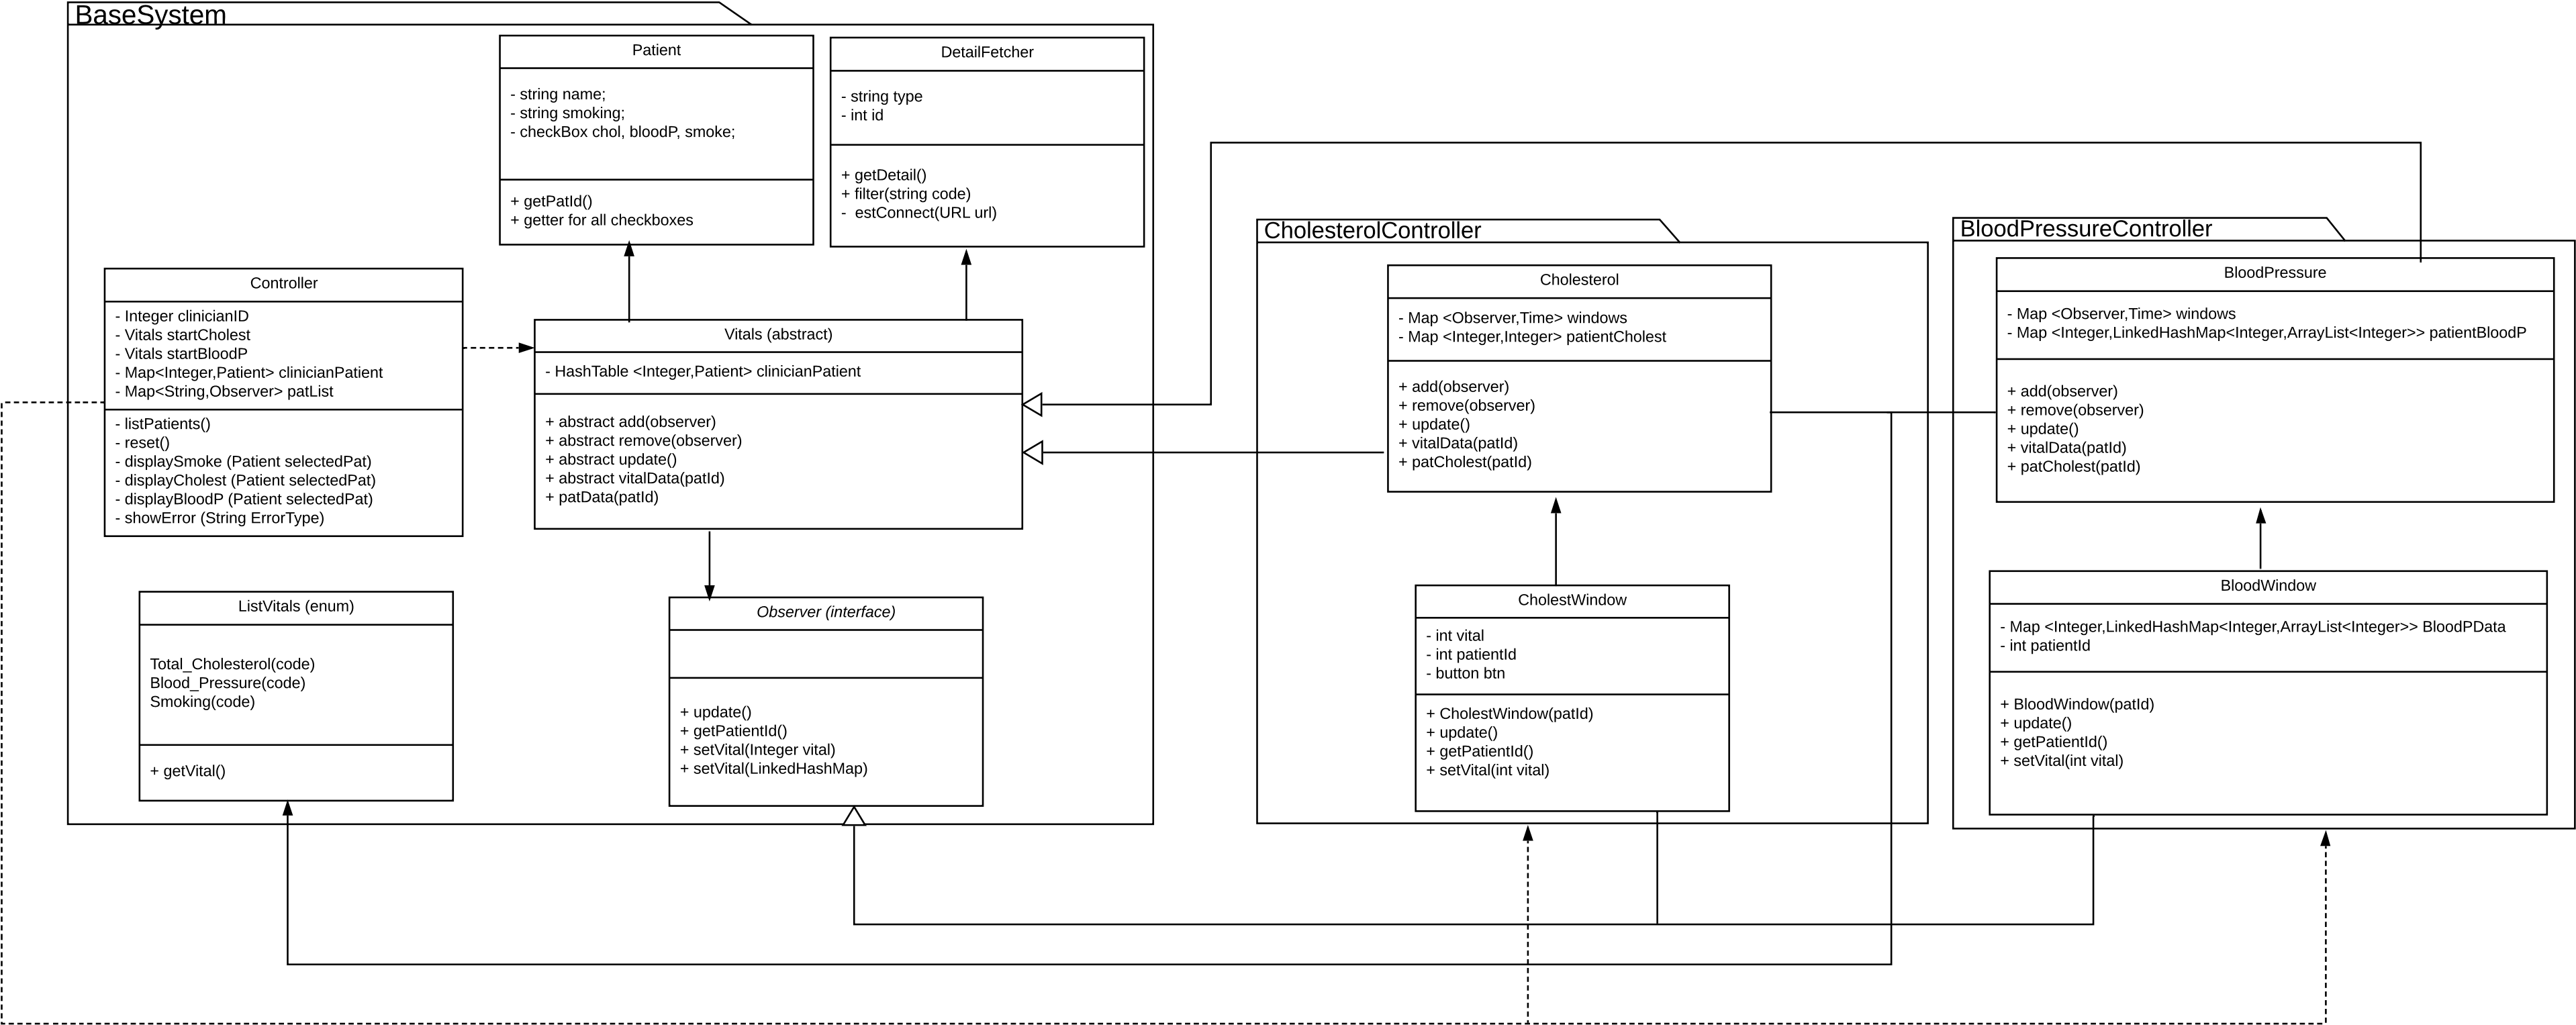 BaseSystem
Patient
- string name;
- string smoking;
- checkBox chol, bloodP, smoke;
+ getPatId()
+ getter for all checkboxes
DetailFetcher
- string type
- int id
+ getDetail()
+ filter(string code)
-  estConnect(URL url)
Controller
- Integer clinicianID
- Vitals startCholest
- Vitals startBloodP
- Map<Integer,Patient> clinicianPatient
- Map<String,Observer> patList
- listPatients()
- reset()
- displaySmoke (Patient selectedPat)
- displayCholest (Patient selectedPat)
- displayBloodP (Patient selectedPat)
- showError (String ErrorType)
Vitals (abstract)
- HashTable <Integer,Patient> clinicianPatient
+ abstract add(observer)
+ abstract remove(observer)
+ abstract update()
+ abstract vitalData(patId)
+ patData(patId)
ListVitals (enum)
Total_Cholesterol(code)
Blood_Pressure(code)
Smoking(code)
+ getVital()
Observer (interface)
+ update()
+ getPatientId()
+ setVital(Integer vital)
+ setVital(LinkedHashMap)
CholesterolController
Cholesterol
- Map <Observer,Time> windows
- Map <Integer,Integer> patientCholest
+ add(observer)
+ remove(observer)
+ update()
+ vitalData(patId)
+ patCholest(patId)
CholestWindow
- int vital
- int patientId
- button btn
+ CholestWindow(patId)
+ update()
+ getPatientId()
+ setVital(int vital)
BloodPressureController
BloodPressure
- Map <Observer,Time> windows
- Map <Integer,LinkedHashMap<Integer,ArrayList<Integer>> patientBloodP
+ add(observer)
+ remove(observer)
+ update()
+ vitalData(patId)
+ patCholest(patId)
BloodWindow
- Map <Integer,LinkedHashMap<Integer,ArrayList<Integer>> BloodPData
- int patientId
+ BloodWindow(patId)
+ update()
+ getPatientId()
+ setVital(int vital)